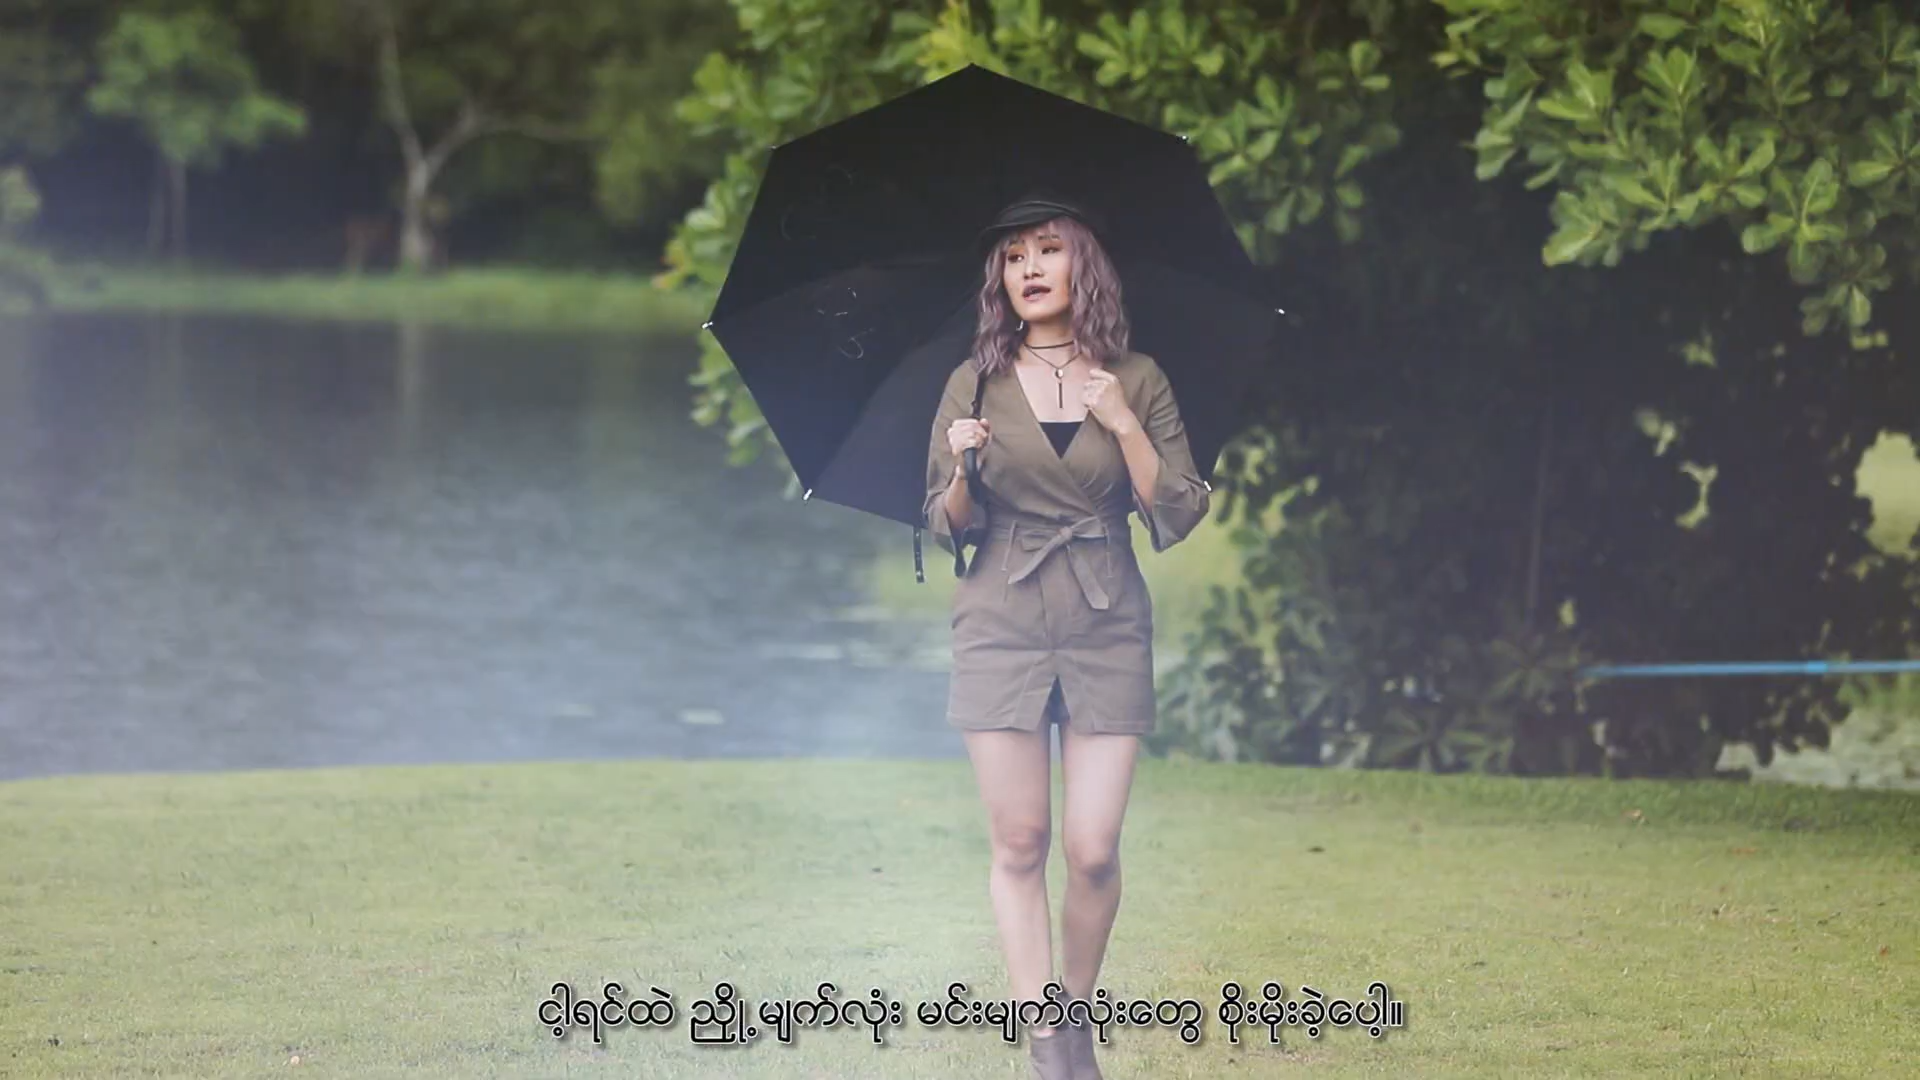 ငါ့ရင်ထဲ ညှို့မျက်လုံး မင်းမျက်လုံးတွေ စိုးမိုးခဲ့ပေါ့။